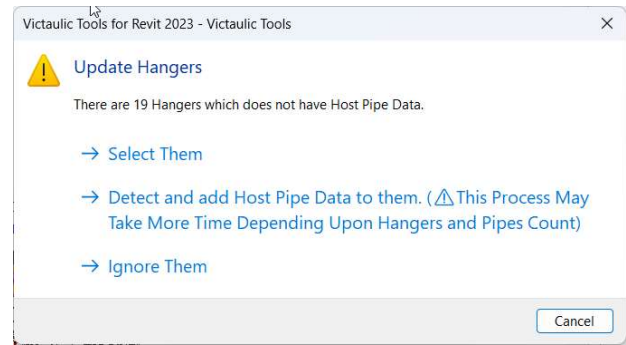 Victaulic Tools for Revit 2023 - Victaulic Tools
Update Hangers
There are 19 Hangers which does not have Host Pipe Data.
Select Them
Detect and add Host Pipe Data to them. (⚠This Process May
Take More Time Depending Upon Hangers and Pipes Count)
Ignore Them
Cancel